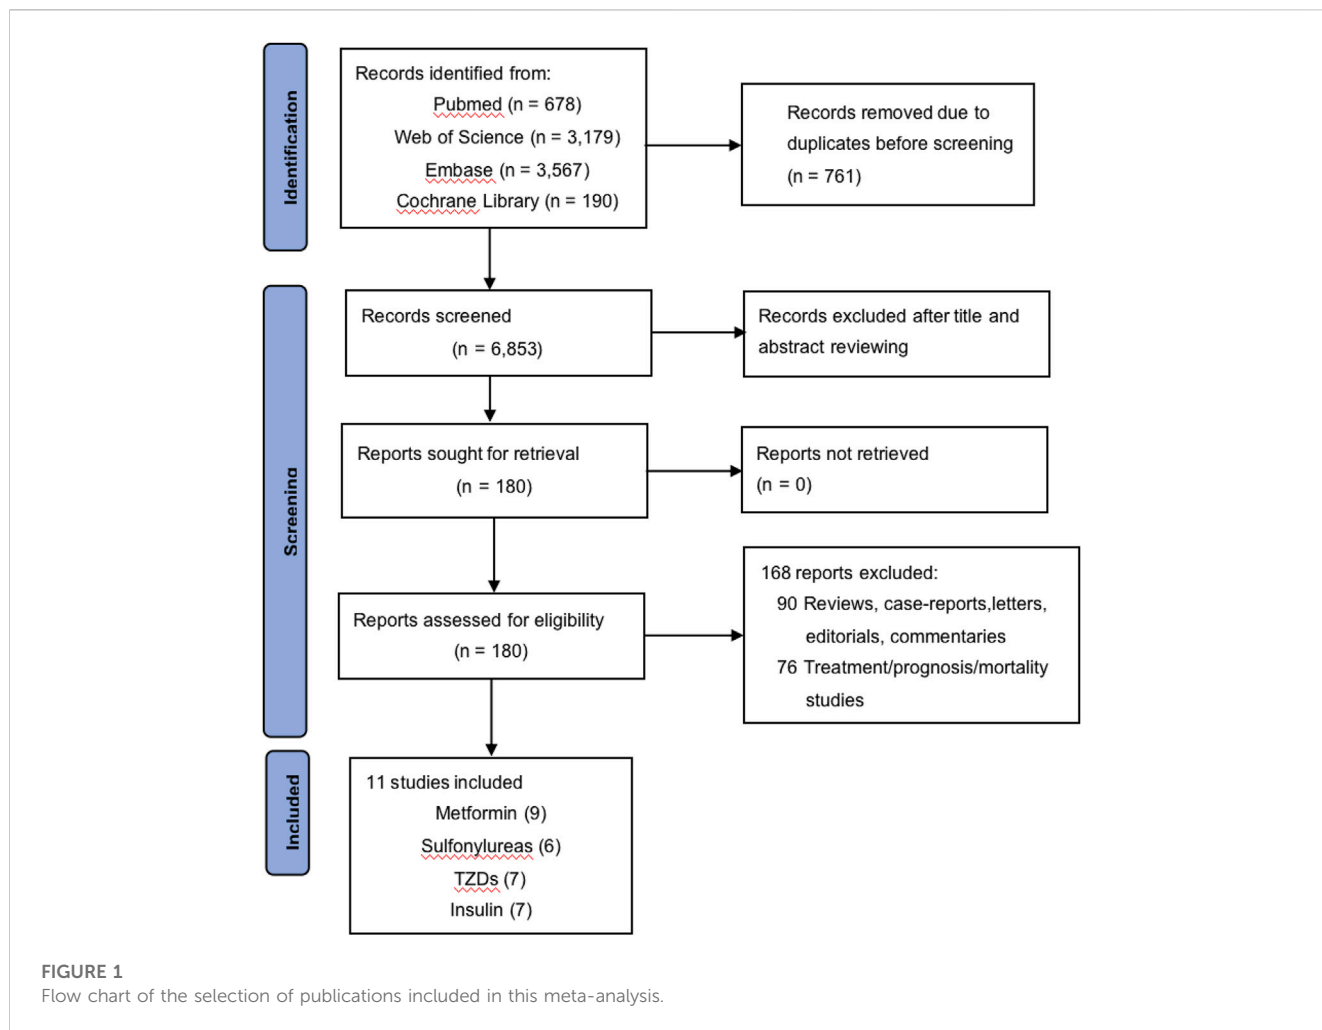 Identification
Records identified from:
Pubmed (n = 678)
Web of Science (n = 3,179)
Embase (n = 3,567)
Cochrane Library (n = 190)
Records removed due to
duplicates before screening
(n = 761)
Screening
Records screened
(n = 6,853)
Records excluded after title and
abstract reviewing
Reports sought for retrieval
(n = 180)
Reports not retrieved
(n = 0)
Reports assessed for eligibility
(n = 180)
168 reports excluded:
90 Reviews, case-reports,letters,
editorials, commentaries
76 Treatment/prognosis/mortality
studies
Included
11 studies included
Metformin (9)
Sulfonylureas (6)
TZDs (7)
Insulin (7)
FIGURE 1
Flow chart of the selection of publications included in this meta-analysis.